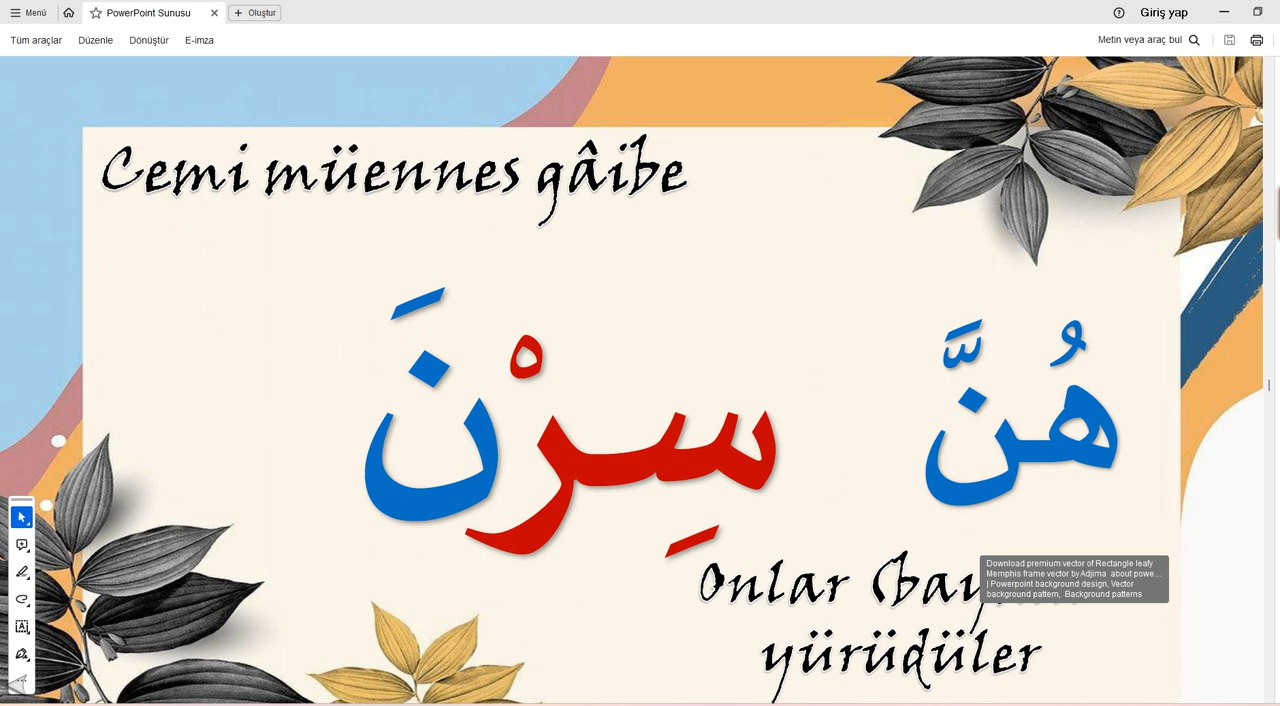 Menü
PowerPoint Sunusu
Oluştur
Giriş yap
Tüm araçlar Düzenle Dönüştür E-imza
Metin veya araç bul
Cemi müennes gâibe
هُنَّ سِرْنَ
Onlar
yürüdüler
Download premium vector of Rectangle leafy
Memphis frame vector by Adjima about powe...
| Powerpoint background design, Vector
background pattern, Background patterns